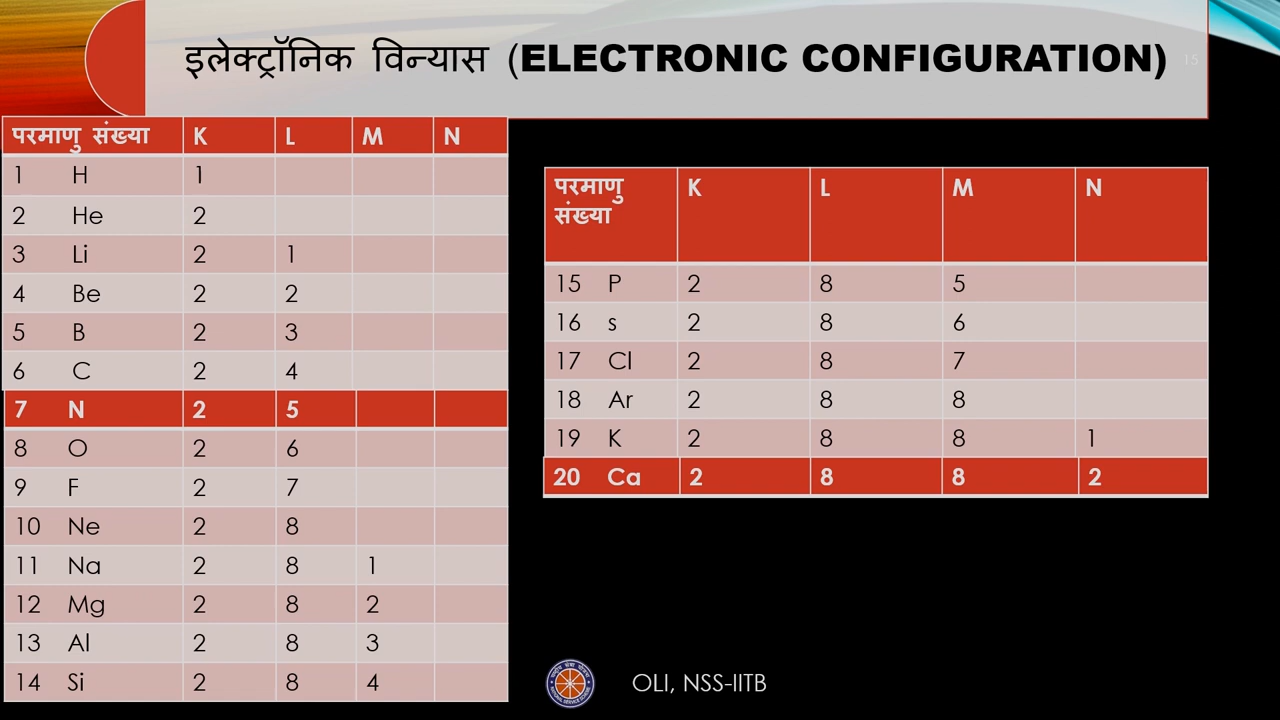 इलेक्ट्रॉनिक विन्यास (ELECTRONIC CONFIGURATION)
15
परमाणु संख्या K L M N
1 H 1
2 He 2
3 Li 2 1
4 Be 2 2
5 B 2 3
6 C 2 4
7 N 2 5
8 O 2 6
9 F 2 7
10 Ne 2 8
11 Na 2 8 1
12 Mg 2 8 2
13 Al 2 8 3
14 Si 2 8 4
परमाणु K L M N
संख्या
15 P 2 8 5
16 s 2 8 6
17 Cl 2 8 7
18 Ar 2 8 8
19 K 2 8 8 1
20 Ca 2 8 8 2
OLI, NSS-IITB